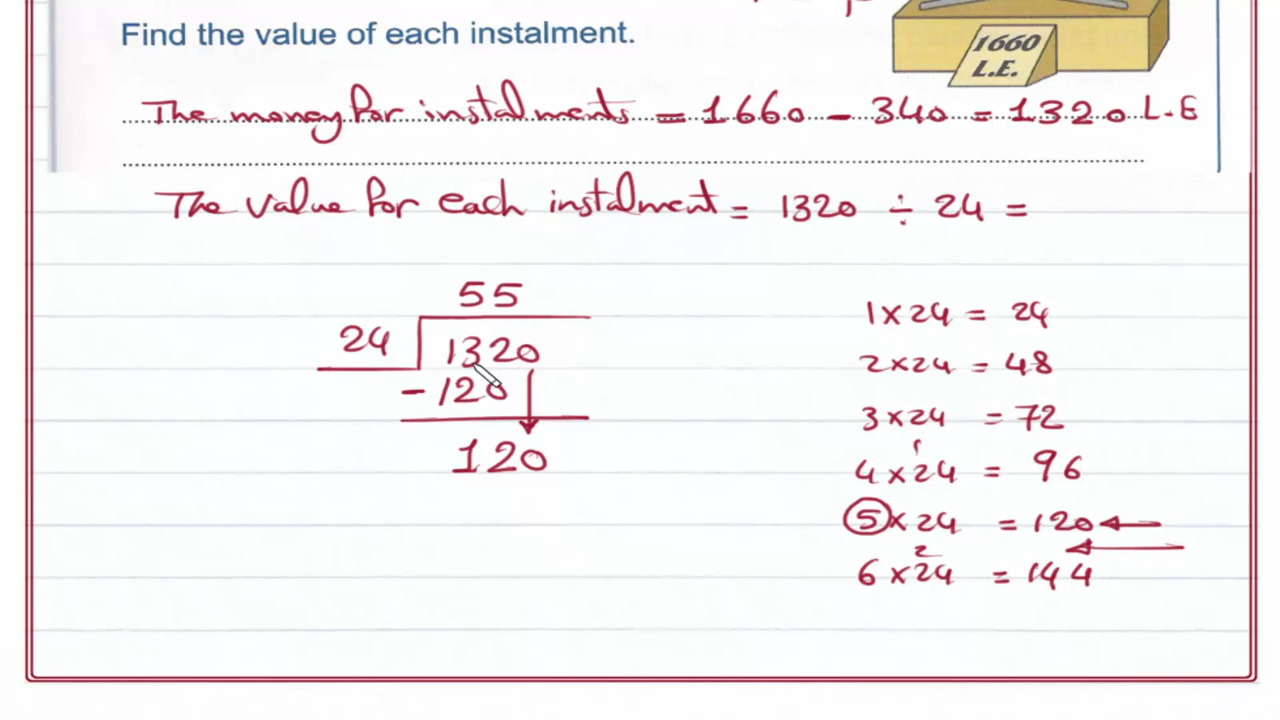 Find the value of each instalment.
1660
L.E.
The money for instalments = 1660 - 340 = 1320 L.E
The value for each instalment = 1320 ÷ 24 =
55
24 1320
-120
120
1 × 24 = 24
2 × 24 = 48
3 × 24 = 72
1
4 × 24 = 96
5 × 24 = 120
2
6 × 24 = 144